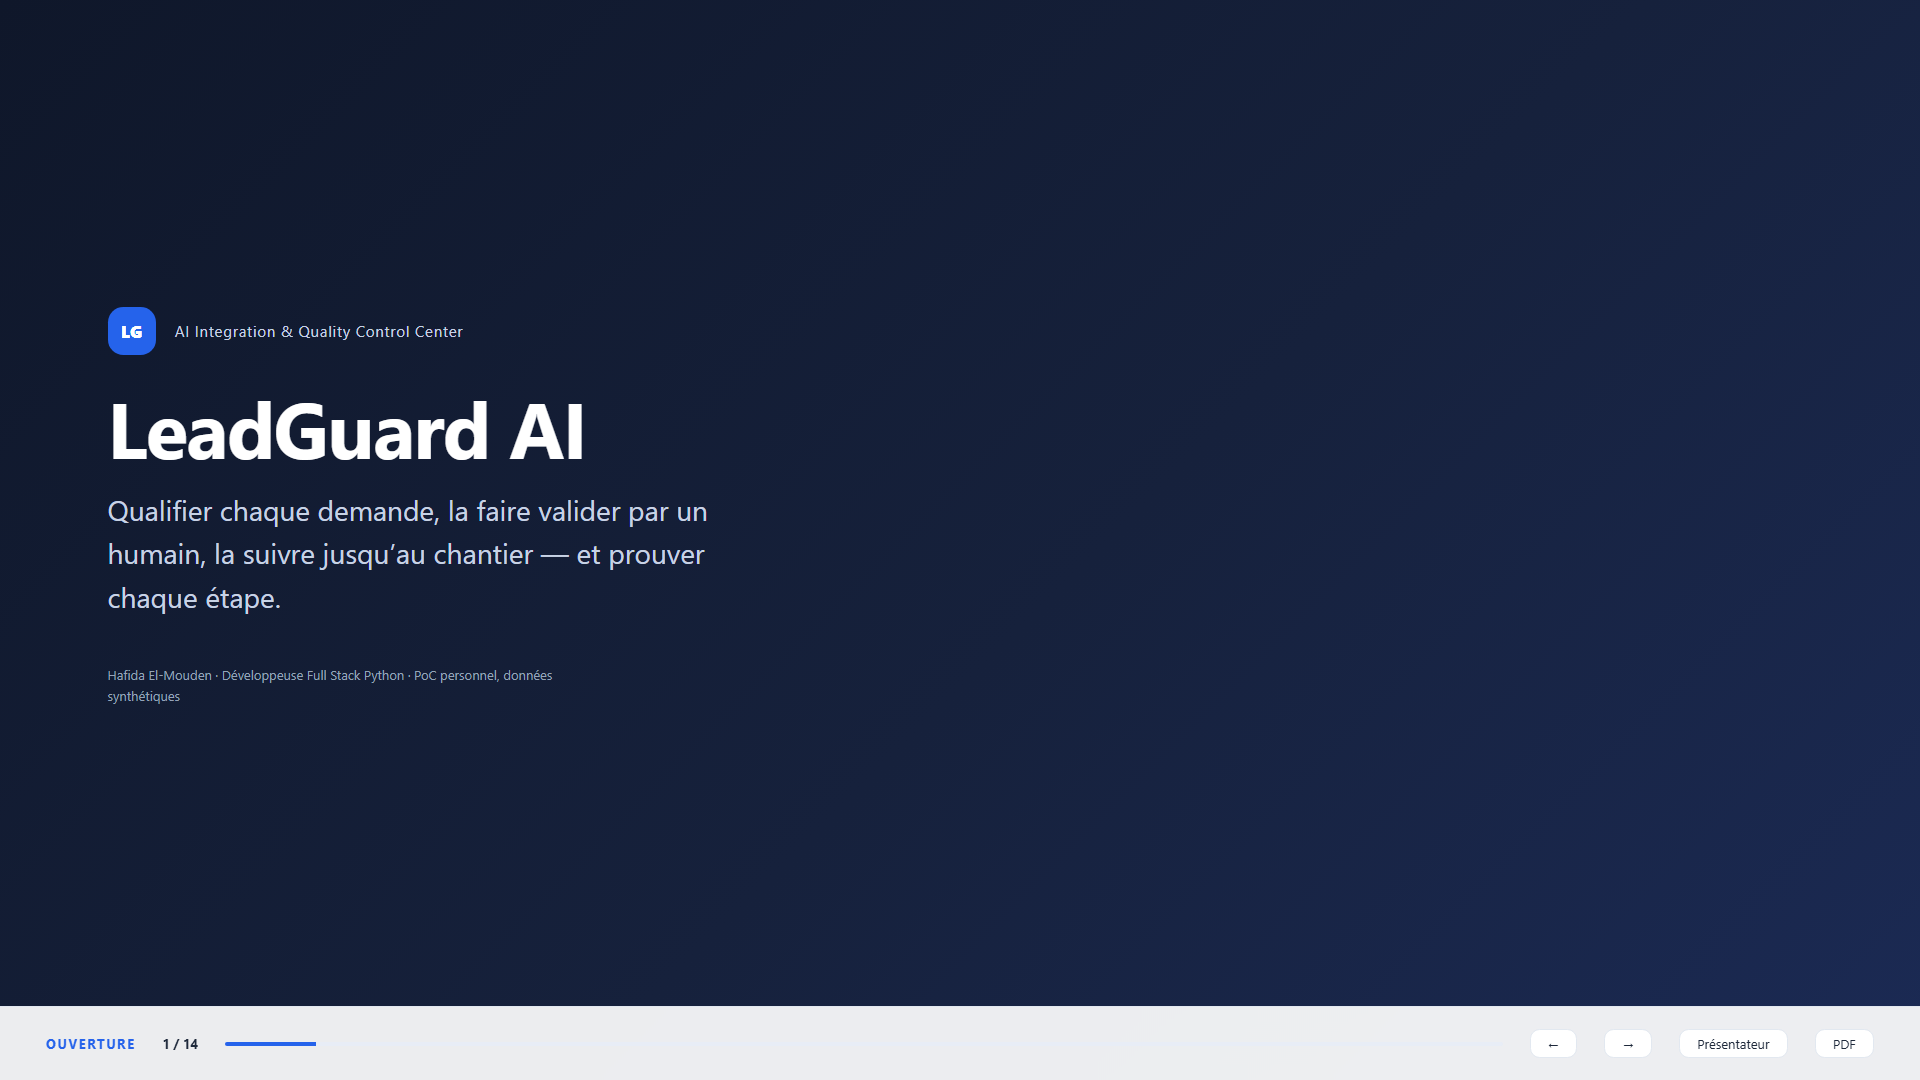 LG
AI Integration & Quality Control Center
LeadGuard AI
Qualifier chaque demande, la faire valider par un
humain, la suivre jusqu’au chantier — et prouver
chaque étape.
Hafida El-Mouden · Développeuse Full Stack Python · PoC personnel, données
synthétiques
OUVERTURE 1 / 14 ← → Présentateur PDF